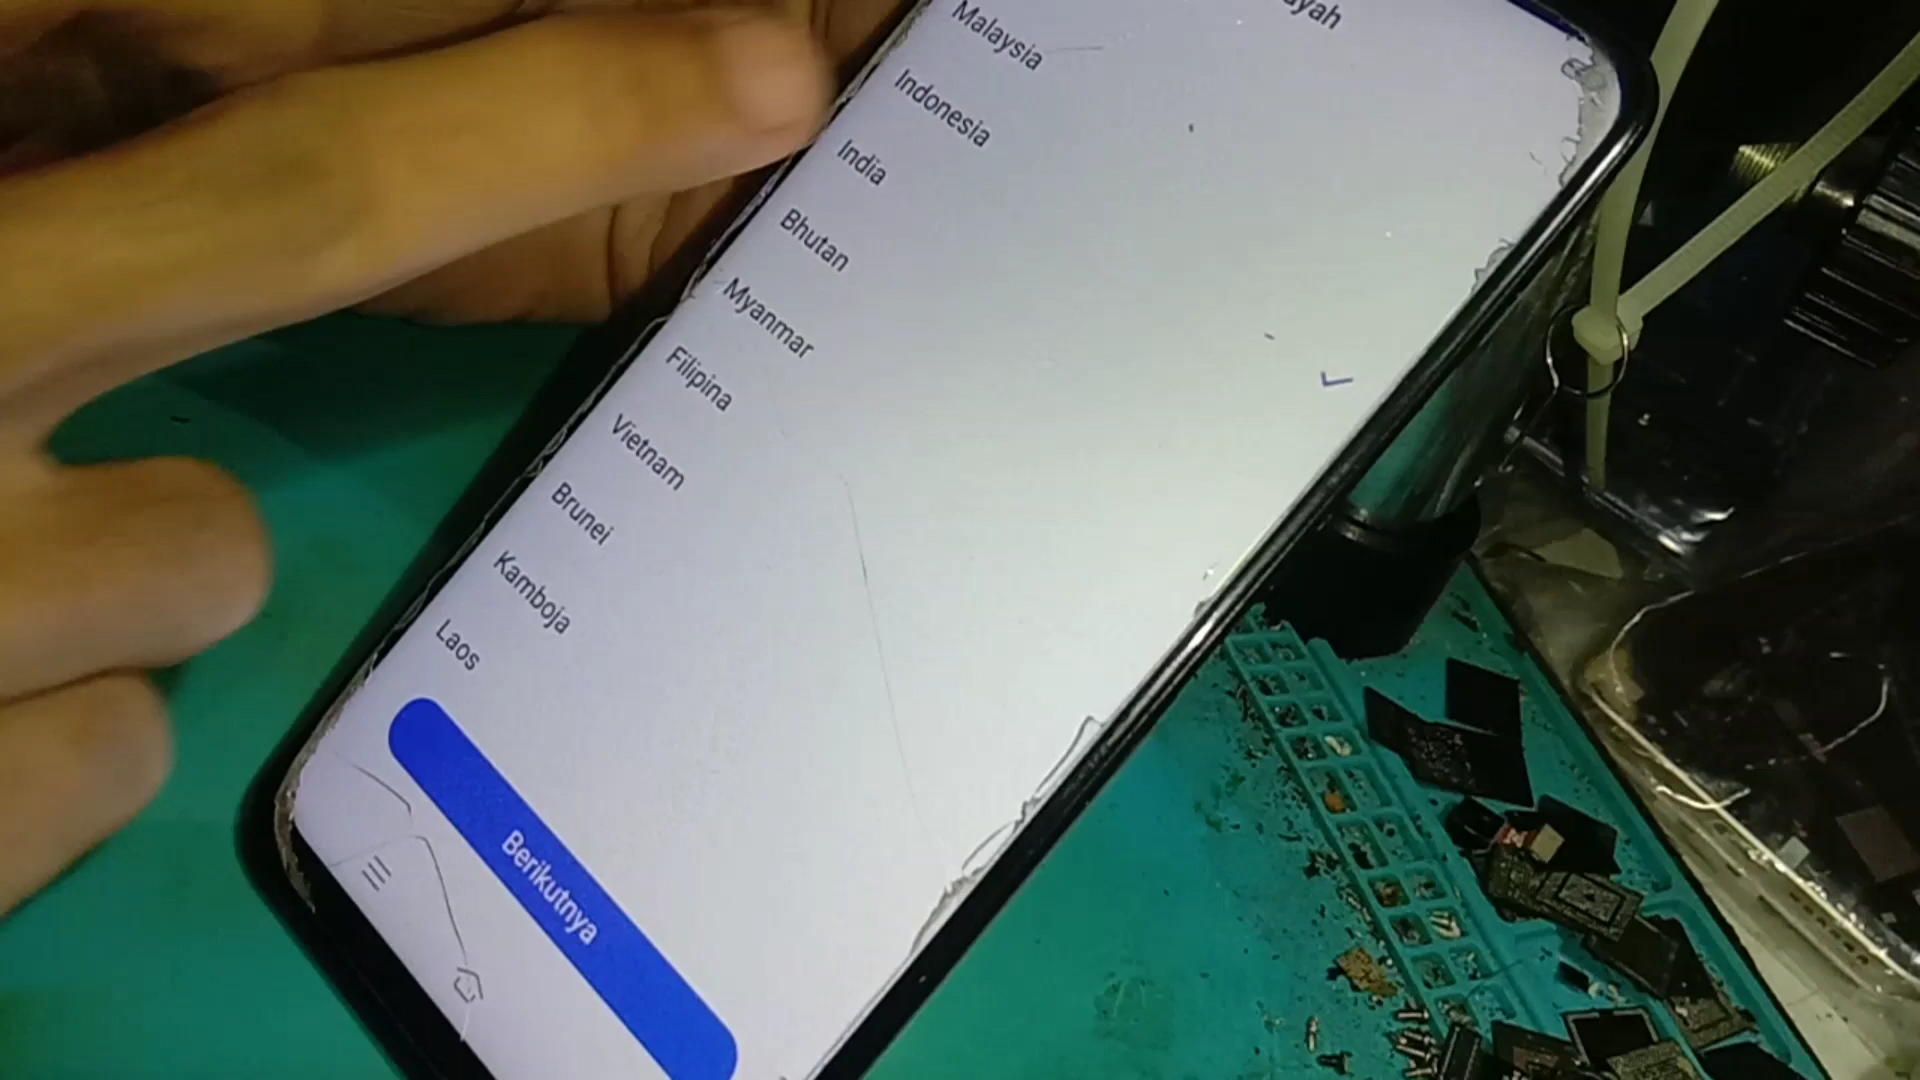 Malaysia
Indonesia
India
Bhutan
Myanmar
Filipina
Vietnam
Brunei
Kamboja
Laos
Berikutnya